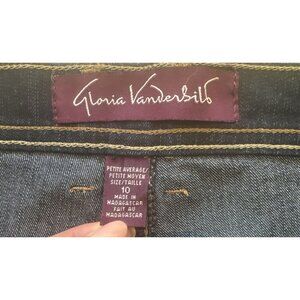 Gloria Vanderbilt
PETITE AVERAGE/
PETITE MOYEN
SIZE/TAILLE
10
MADE IN
MADAGASCAR
FAIT AU
MADAGASCAR